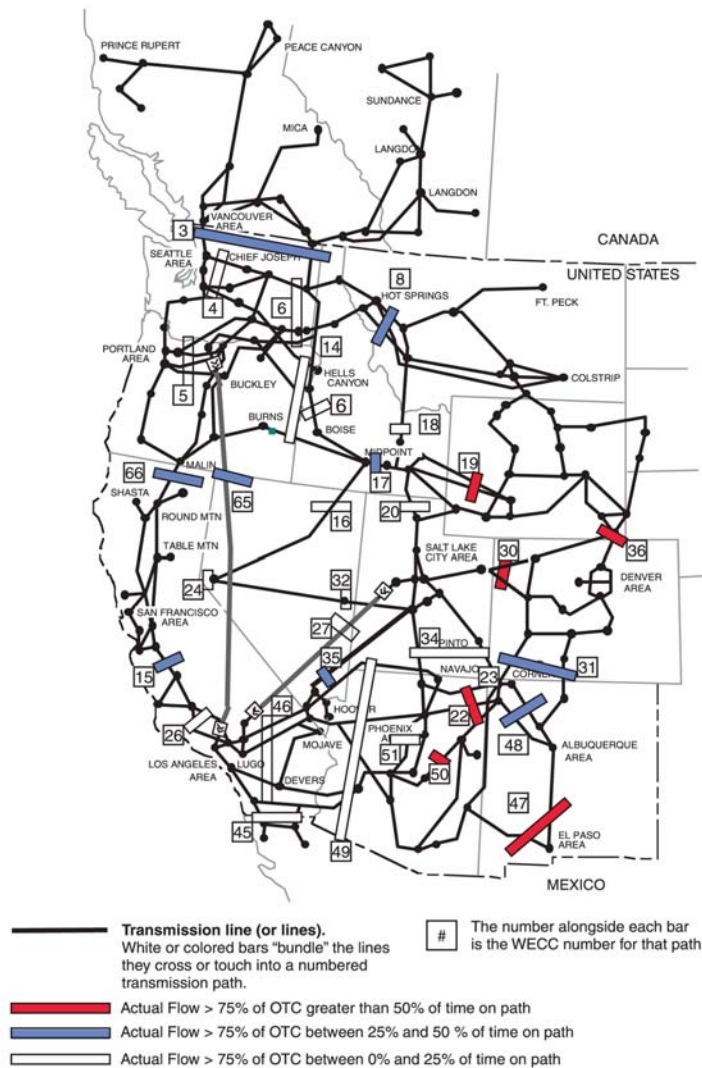 PRINCE RUPERT
PEACE CANYON
SUNDANCE
MICA
LANGDO
LANGDON
VANCOUVER
AREA
3
CANADA
SEATTLE
AREA
CHIEF JOSEPH
UNITED STATES
8
HOT SPRINGS
4
6
FT. PECK
14
PORTLAND
AREA
HELLS
CANYON
COLSTRIP
5
BUCKLEY
6
BURNS
BOISE
18
MIDPOINT
66
MALIN
19
17
65
SHASTA
16
20
ROUND MTN
36
TABLE MTN
SALT LAKE
CITY AREA
30
24
32
DENVER
AREA
SAN FRANCISCO
AREA
27
34
PINTO
15
35
NAVAJO
23
CORNE
31
46
HOO
R
22
26
PHOENIX
A
48
MOJAVE
51
ALBUQUERQUE
AREA
LOS ANGELES
AREA
LUGO
50
DEVERS
47
45
49
EL PASO
AREA
MEXICO
Transmission line (or lines).
White or colored bars “bundle” the lines
they cross or touch into a numbered
transmission path.
#
The number alongside each bar
is the WECC number for that path
Actual Flow > 75% of OTC greater than 50% of time on path
Actual Flow > 75% of OTC between 25% and 50 % of time on path
Actual Flow > 75% of OTC between 0% and 25% of time on path